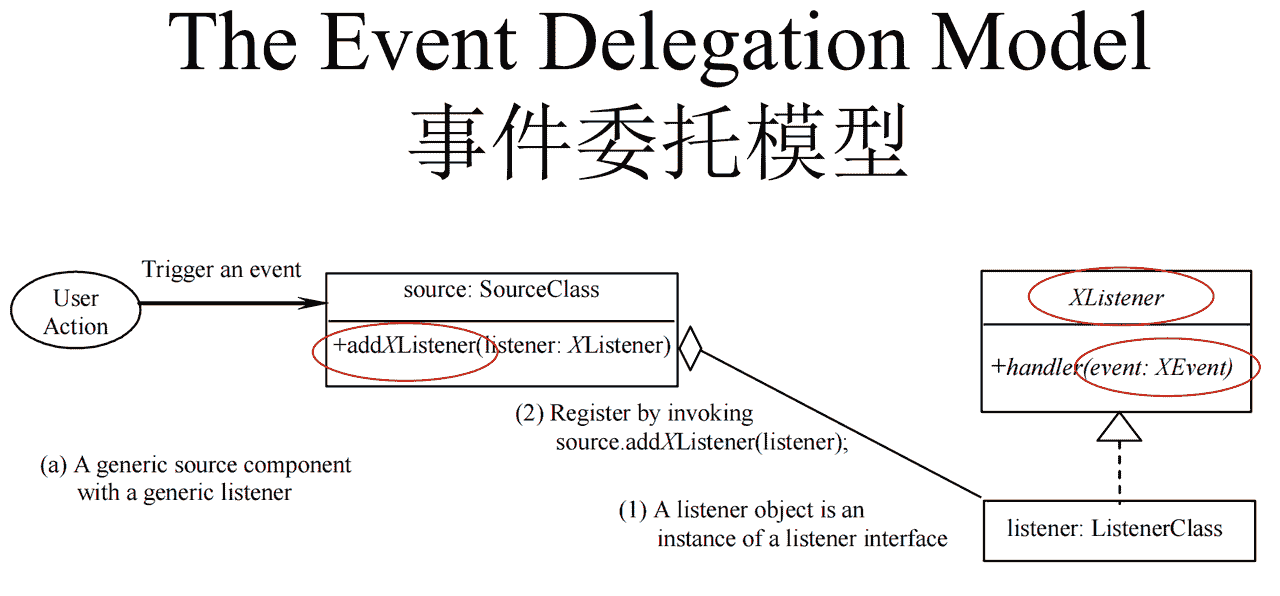 The Event Delegation Model
事件委托模型
Trigger an event
User
Action
source: SourceClass
+addXListener(listener: XListener)
XListener
+handler(event: XEvent)
(2) Register by invoking
source.addXListener(listener);
(a) A generic source component
with a generic listener
(1) A listener object is an
instance of a listener interface
listener: ListenerClass